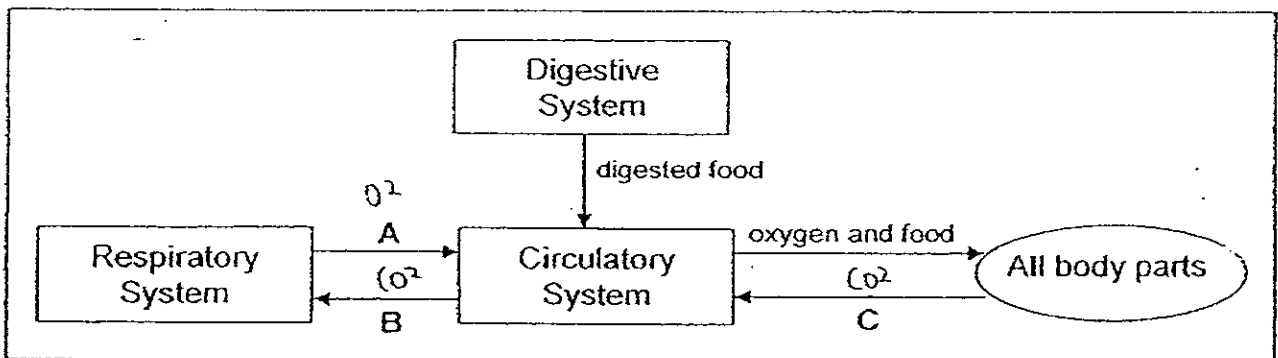 Digestive
System
digested food
O²
A
oxygen and food
Respiratory
System
Circulatory
System
All body parts
CO²
B
CO²
C